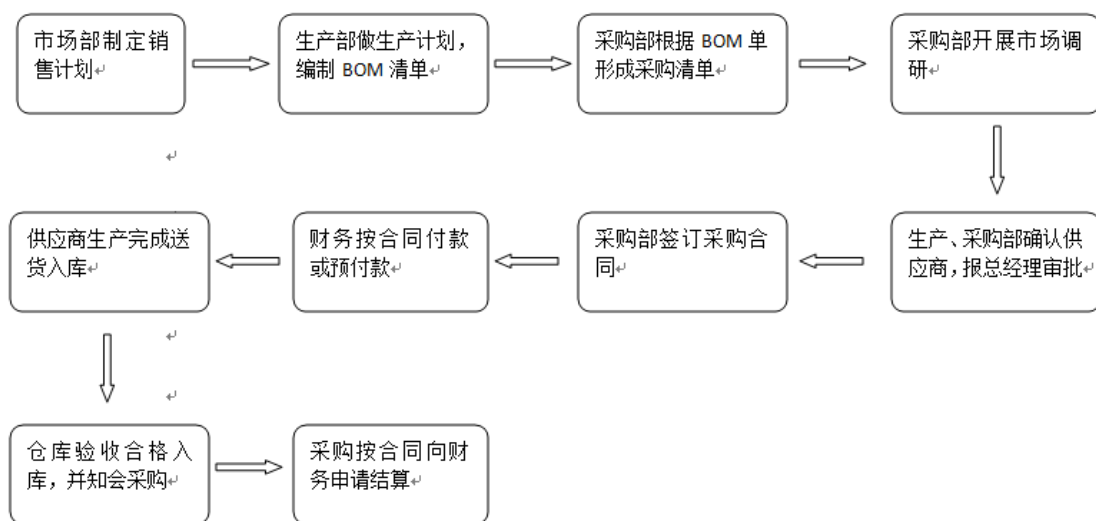 市场部制定销
售计划
生产部做生产计划，
编制 BOM 清单
采购部根据 BOM 单
形成采购清单
采购部开展市场调
研
生产、采购部确认供
应商，报总经理审批
采购部签订采购合
同
财务按合同付款
或预付款
供应商生产完成送
货入库
仓库验收合格入
库，并知会采购
采购按合同向财
务申请结算